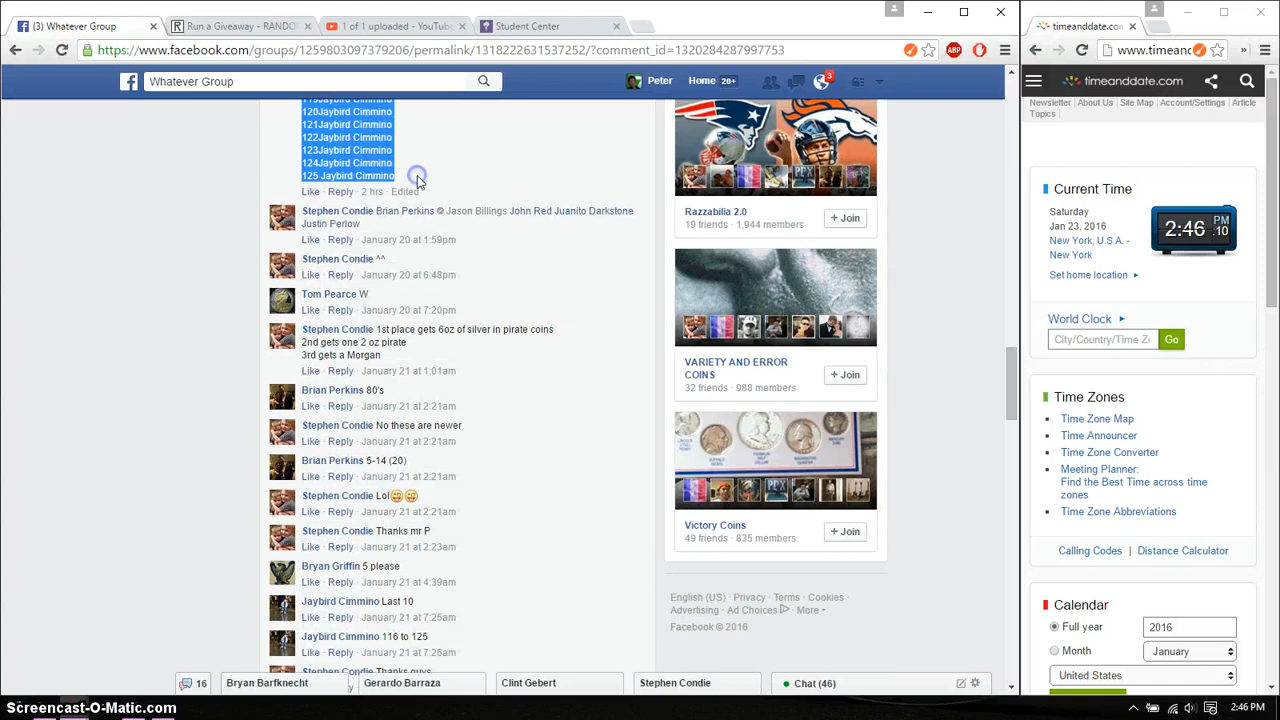 (3) Whatever Group
Run a Giveaway - RANDO
1 of 1 uploaded - YouTube
Student Center
timeanddate.com
https://www.facebook.com/groups/1259803097379206/permalink/1318222631537252/?comment_id=1320284287997753
ABP
www.timeand
Whatever Group
Peter
Home 20+
3
timeanddate.com
Newsletter
About Us
Site Map
Account/Settings
Article
Topics
119Jaybird Cimmino
120Jaybird Cimmino
121Jaybird Cimmino
122Jaybird Cimmino
123Jaybird Cimmino
124Jaybird Cimmino
125 Jaybird Cimmino
Like · Reply · 2 hrs · Edited
Stephen Condie Brian Perkins Jason Billings John Red Juanito Darkstone
Justin Perlow
Like · Reply · January 20 at 1:59pm
Stephen Condie ^^
Like · Reply · January 20 at 6:48pm
Tom Pearce W
Like · Reply · January 20 at 7:20pm
Stephen Condie 1st place gets 6oz of silver in pirate coins
2nd gets one 2 oz pirate
3rd gets a Morgan
Like · Reply · January 21 at 1:01am
Brian Perkins 80's
Like · Reply · January 21 at 2:21am
Stephen Condie No these are newer
Like · Reply · January 21 at 2:21am
Brian Perkins 5-14 (20)
Like · Reply · January 21 at 2:21am
Stephen Condie Lol😜😜
Like · Reply · January 21 at 2:21am
Stephen Condie Thanks mr P
Like · Reply · January 21 at 2:23am
Bryan Griffin 5 please
Like · Reply · January 21 at 4:39am
Jaybird Cimmino Last 10
Like · Reply · January 21 at 7:25am
Jaybird Cimmino 116 to 125
Like · Reply · January 21 at 7:26am
Stephen Condie Thanks guys
Razzabilia 2.0
19 friends · 1,944 members
+ Join
VARIETY AND ERROR
COINS
32 friends · 988 members
+ Join
Victory Coins
49 friends · 835 members
+ Join
English (US) · Privacy · Terms · Cookies ·
Advertising · Ad Choices · More
Facebook © 2016
Current Time
Saturday
Jan 23, 2016
New York, U.S.A. -
New York
2:46 PM .10
Set home location
World Clock
City/Country/Time Z
Go
Time Zones
Time Zone Map
Time Announcer
Time Zone Converter
Meeting Planner:
Find the Best Time across time
zones
Time Zone Abbreviations
Calling Codes | Distance Calculator
Calendar
Full year
2016
Month
January
United States
16
Bryan Barfknecht
Gerardo Barraza
Clint Gebert
Stephen Condie
Chat (46)
Screencast-O-Matic.com
2:46 PM